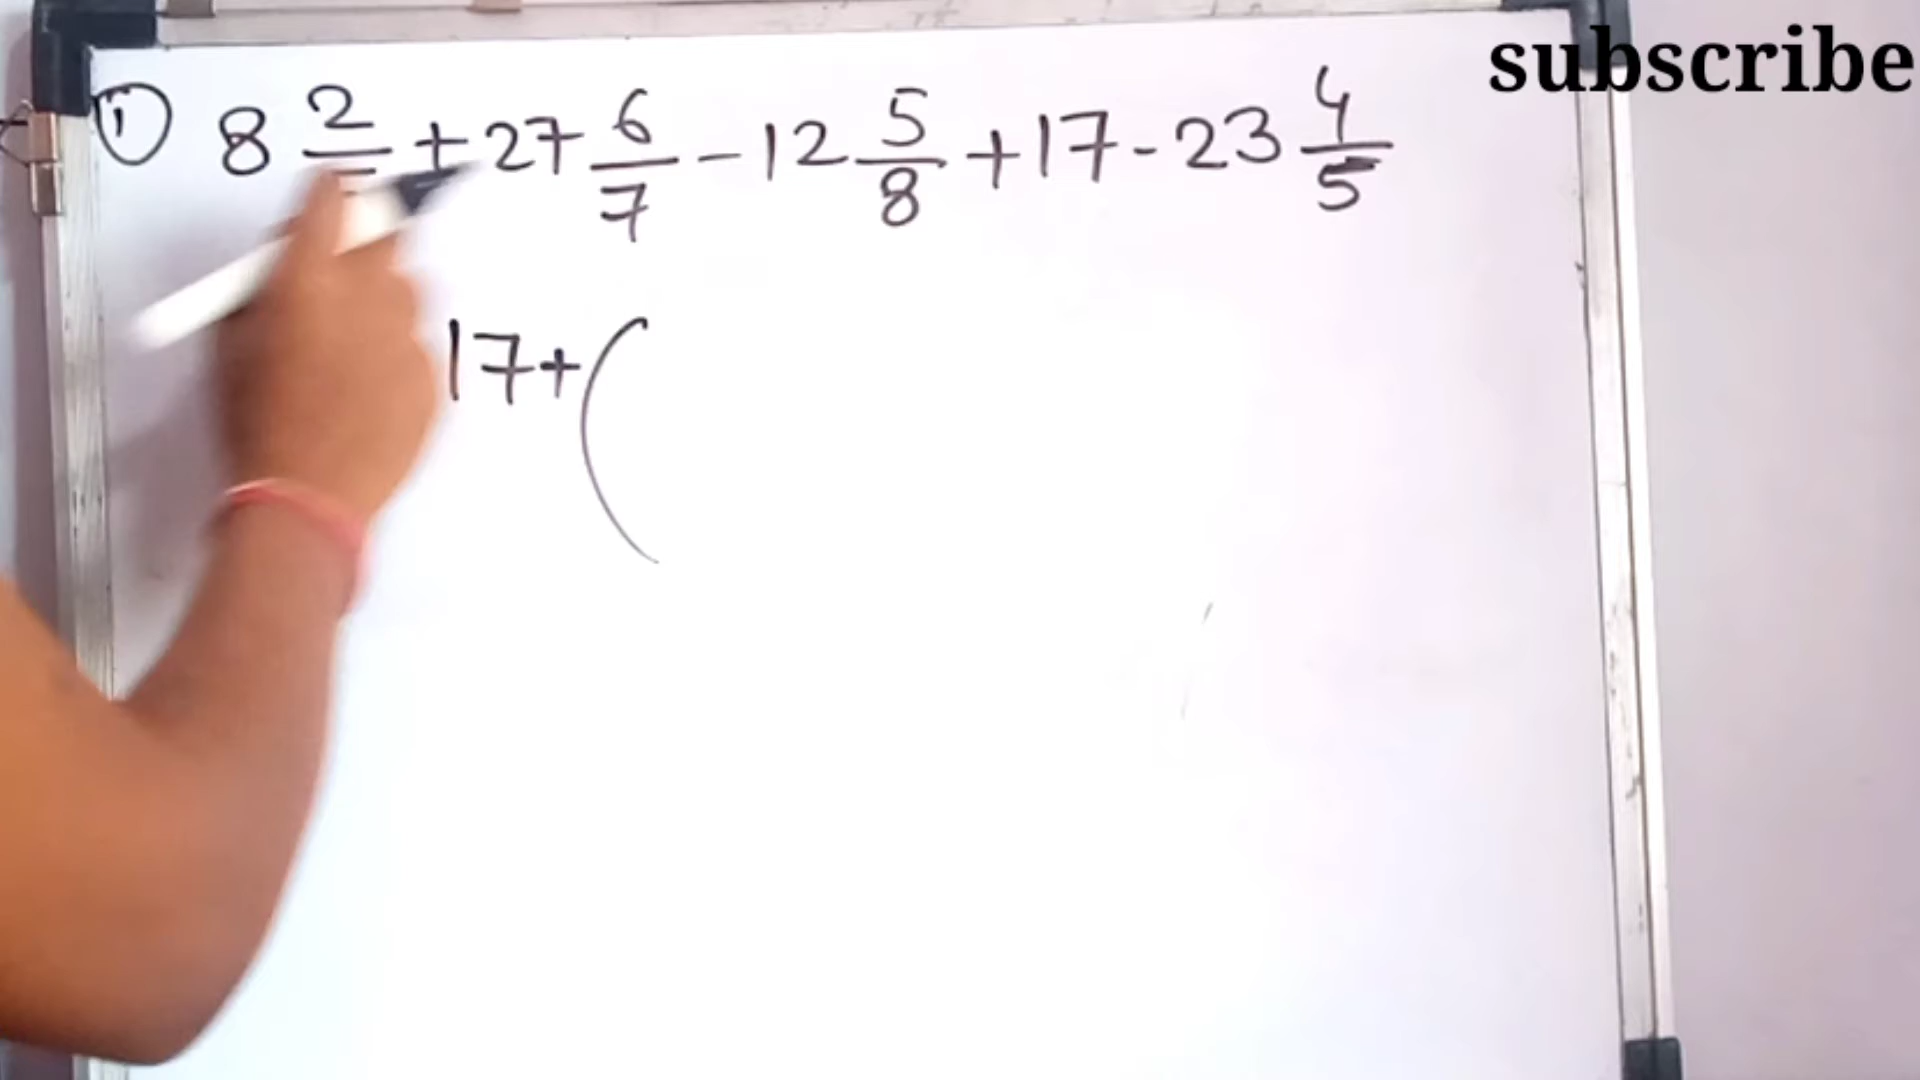 subscribe
① 8 2/ + 27 6/7 - 12 5/8 + 17 - 23 4/5
17 + (